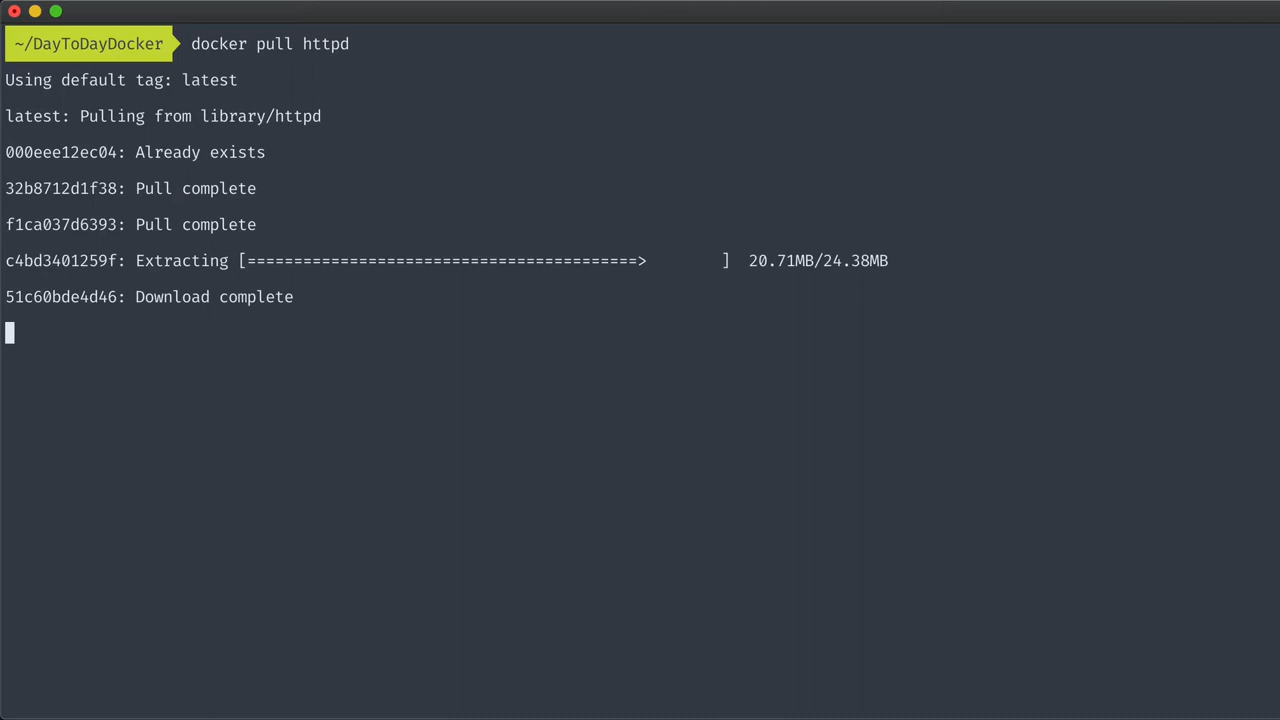 ~/DayToDayDocker docker pull httpd
Using default tag: latest
latest: Pulling from library/httpd
000eee12ec04: Already exists
32b8712d1f38: Pull complete
f1ca037d6393: Pull complete
c4bd3401259f: Extracting [==========================================>        ]  20.71MB/24.38MB
51c60bde4d46: Download complete